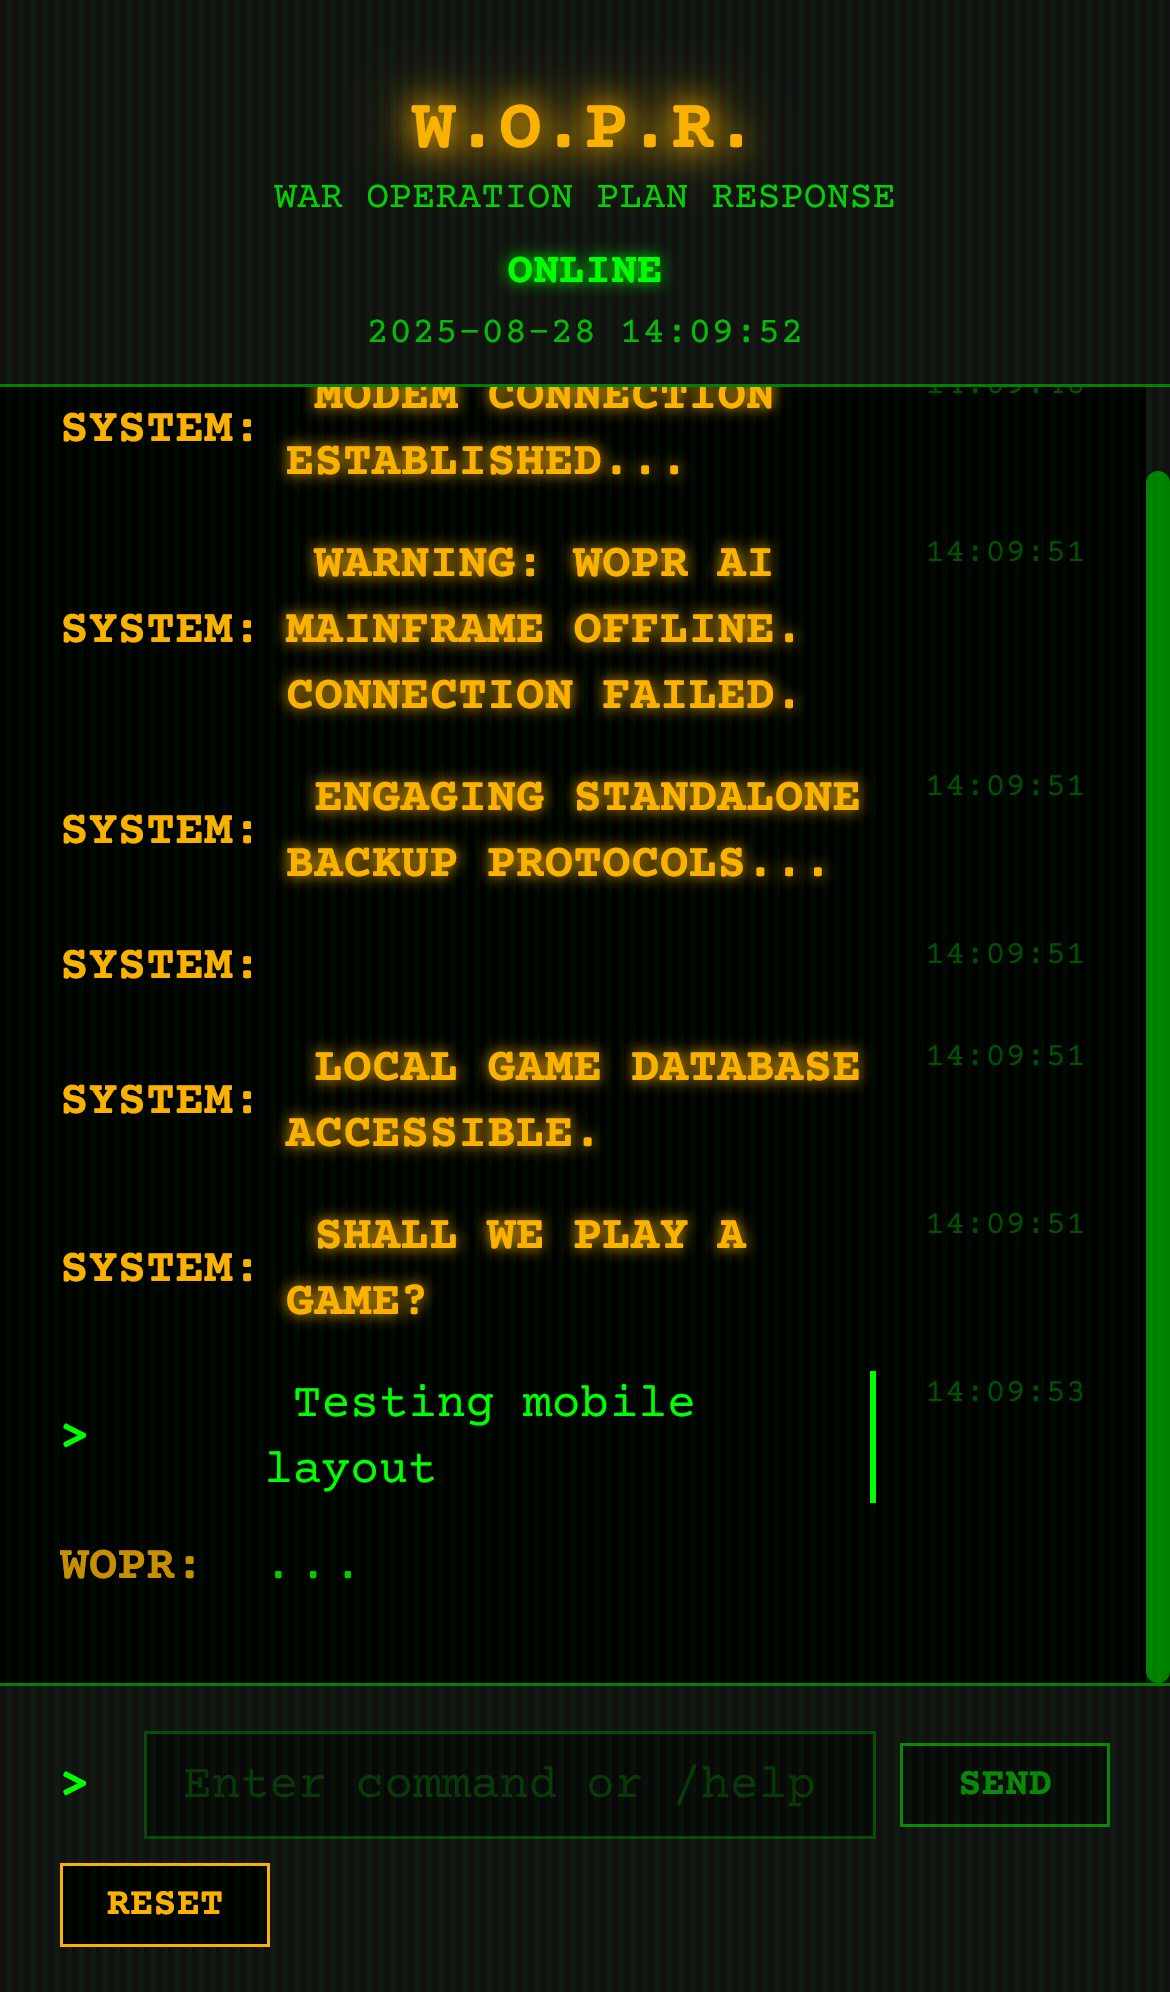 W.O.P.R.
WAR OPERATION PLAN RESPONSE
ONLINE
2025-08-28 14:09:52
MODEM CONNECTION
SYSTEM:
ESTABLISHED...
WARNING: WOPR AI 14:09:51
SYSTEM: MAINFRAME OFFLINE.
CONNECTION FAILED.
ENGAGING STANDALONE 14:09:51
SYSTEM:
BACKUP PROTOCOLS...
SYSTEM: 14:09:51
LOCAL GAME DATABASE 14:09:51
SYSTEM:
ACCESSIBLE.
SHALL WE PLAY A 14:09:51
SYSTEM:
GAME?
Testing mobile 14:09:53
>
layout
WOPR: ...
> Enter command or /help SEND
RESET